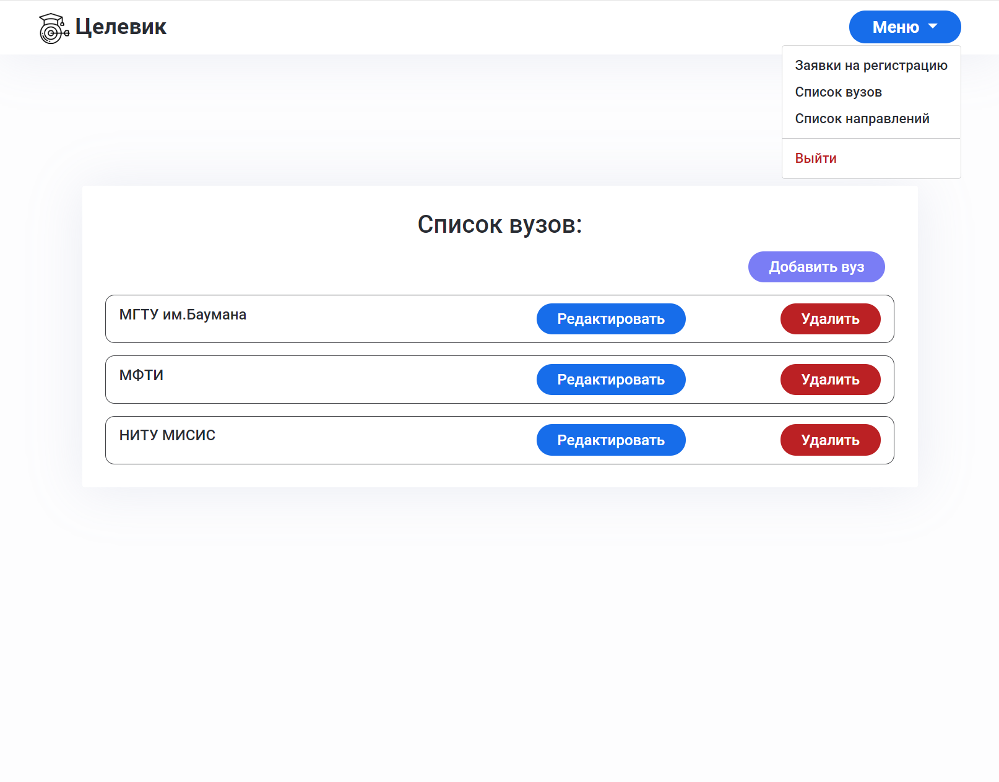 Целевик
Меню
Заявки на регистрацию
Список вузов
Список направлений
Выйти
Список вузов:
Добавить вуз
МГТУ им.Баумана
Редактировать
Удалить
МФТИ
Редактировать
Удалить
НИТУ МИСИС
Редактировать
Удалить